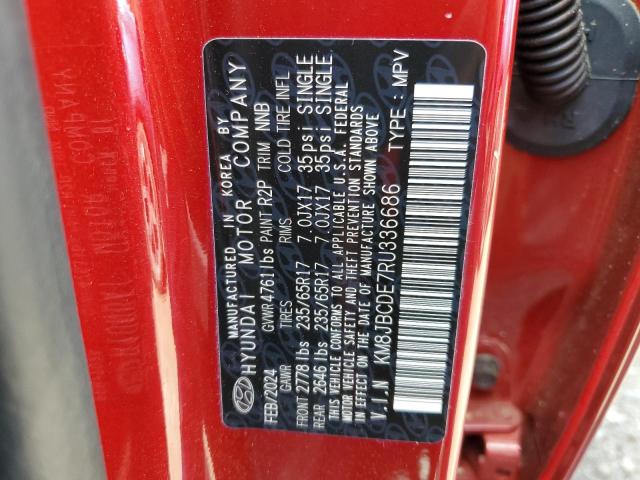 MANUFACTURED IN KOREA BY
HYUNDAI MOTOR COMPANY
FEB/2024 GVWR 4761 lbs PAINT R2P TRIM NNB
GAWR TIRES RIMS COLD TIRE INFL
FRONT 2778 lbs 235/65R17 7.0JX17 35psi SINGLE
REAR 2646 lbs 235/65R17 7.0JX17 35psi SINGLE
THIS VEHICLE CONFORMS TO ALL APPLICABLE U.S.A. FEDERAL
MOTOR VEHICLE SAFETY AND THEFT PREVENTION STANDARDS
IN EFFECT ON THE DATE OF MANUFACTURE SHOWN ABOVE
V.I.N KM8JBCDE7RU336686 TYPE : MPV